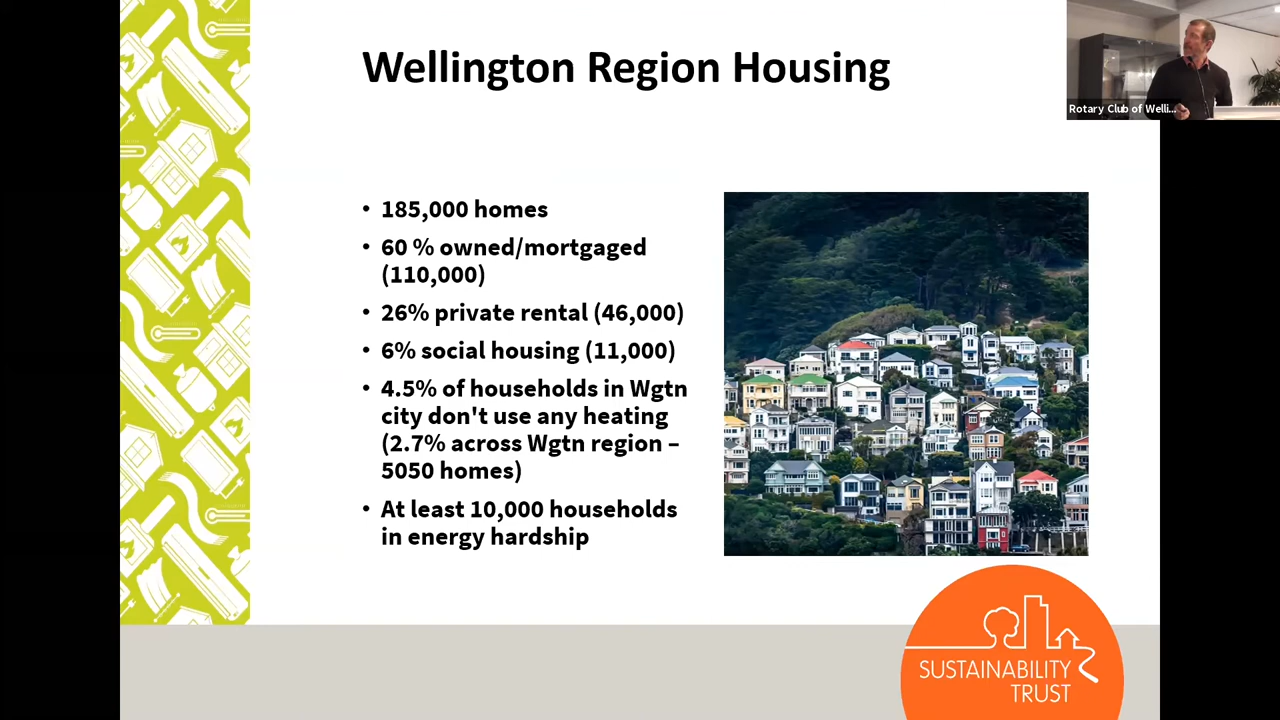 Wellington Region Housing
Rotary Club of Welli...
• 185,000 homes
• 60 % owned/mortgaged
(110,000)
• 26% private rental (46,000)
• 6% social housing (11,000)
• 4.5% of households in Wgtn
city don't use any heating
(2.7% across Wgtn region –
5050 homes)
• At least 10,000 households
in energy hardship
SUSTAINABILITY
TRUST